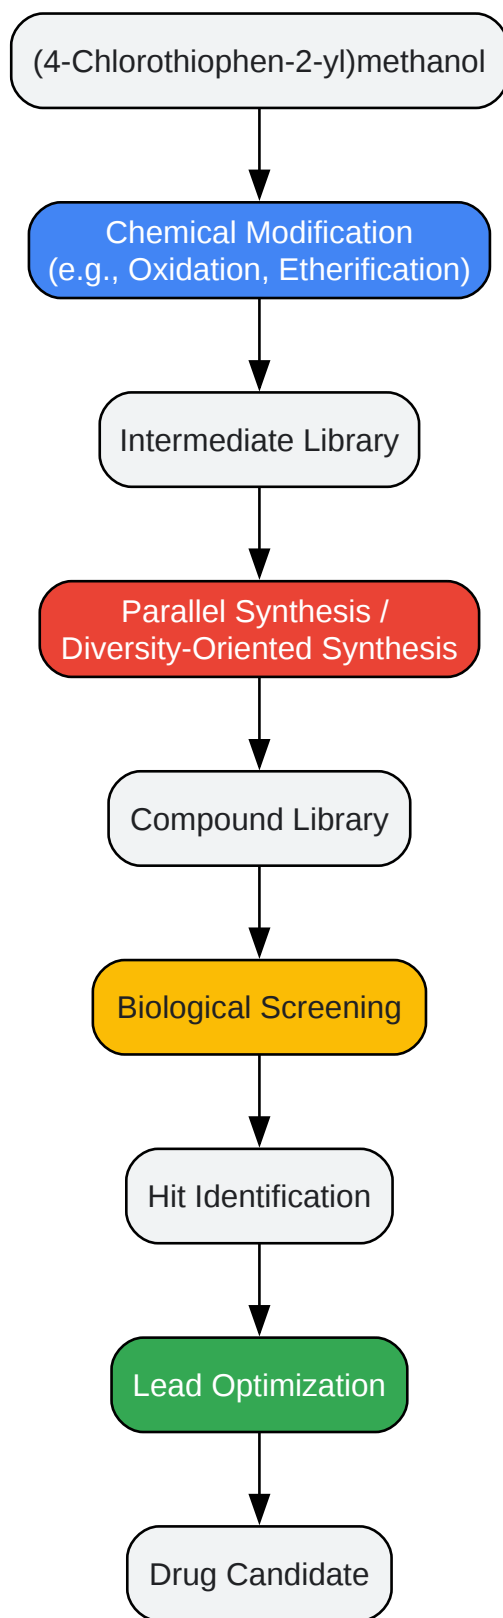 (4-Chlorothiophen-2-yl)methanol
Chemical Modification
(e.g., Oxidation, Etherification)
Intermediate Library
Parallel Synthesis /
Diversity-Oriented Synthesis
Compound Library
Biological Screening
Hit Identification
Lead Optimization
Drug Candidate